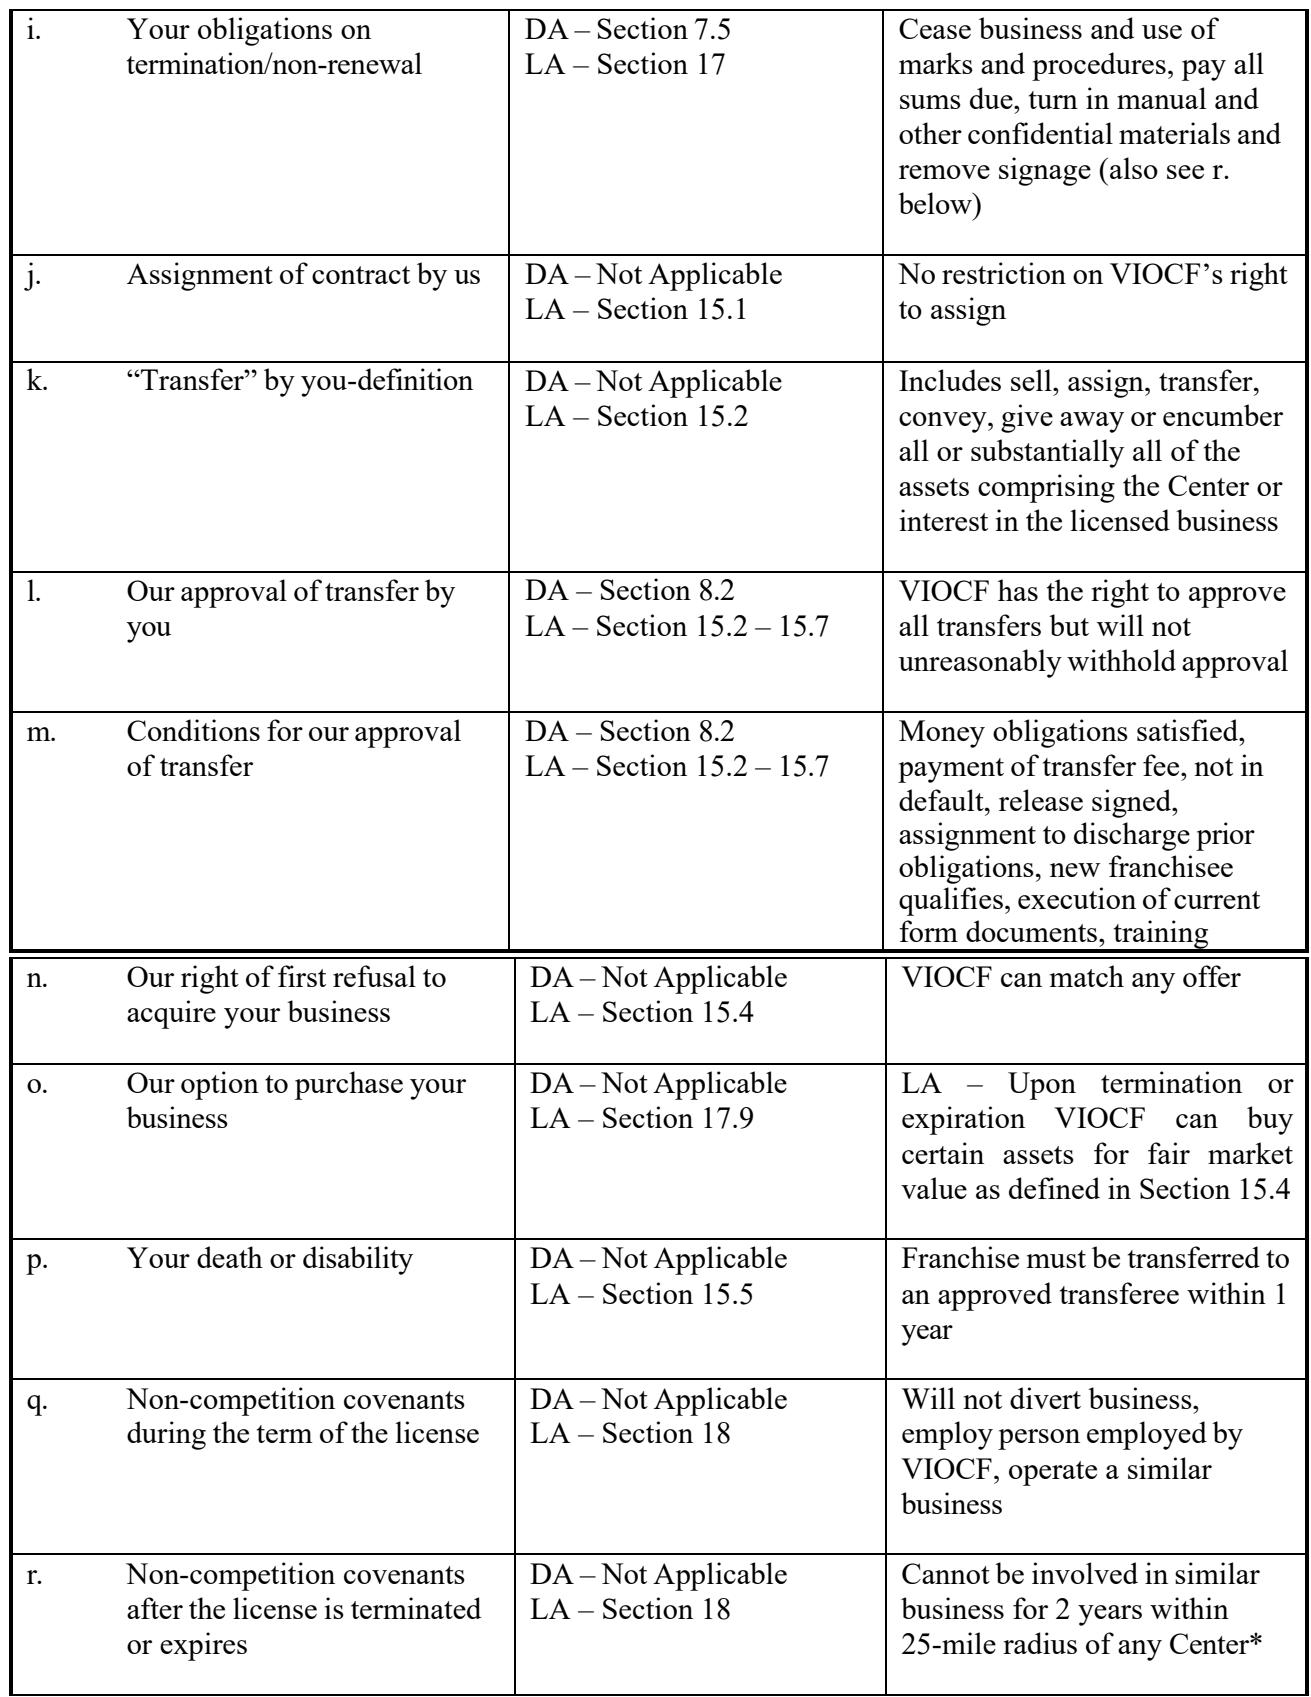 i. Your obligations on
termination/non-renewal
DA – Section 7.5
LA – Section 17
Cease business and use of
marks and procedures, pay all
sums due, turn in manual and
other confidential materials and
remove signage (also see r.
below)
j. Assignment of contract by us
DA – Not Applicable
LA – Section 15.1
No restriction on VIOCF’s right
to assign
k. “Transfer” by you-definition
DA – Not Applicable
LA – Section 15.2
Includes sell, assign, transfer,
convey, give away or encumber
all or substantially all of the
assets comprising the Center or
interest in the licensed business
l. Our approval of transfer by
you
DA – Section 8.2
LA – Section 15.2 – 15.7
VIOCF has the right to approve
all transfers but will not
unreasonably withhold approval
m. Conditions for our approval
of transfer
DA – Section 8.2
LA – Section 15.2 – 15.7
Money obligations satisfied,
payment of transfer fee, not in
default, release signed,
assignment to discharge prior
obligations, new franchisee
qualifies, execution of current
form documents, training
n. Our right of first refusal to
acquire your business
DA – Not Applicable
LA – Section 15.4
VIOCF can match any offer
o. Our option to purchase your
business
DA – Not Applicable
LA – Section 17.9
LA – Upon termination or
expiration VIOCF can buy
certain assets for fair market
value as defined in Section 15.4
p. Your death or disability
DA – Not Applicable
LA – Section 15.5
Franchise must be transferred to
an approved transferee within 1
year
q. Non-competition covenants
during the term of the license
DA – Not Applicable
LA – Section 18
Will not divert business,
employ person employed by
VIOCF, operate a similar
business
r. Non-competition covenants
after the license is terminated
or expires
DA – Not Applicable
LA – Section 18
Cannot be involved in similar
business for 2 years within
25-mile radius of any Center*